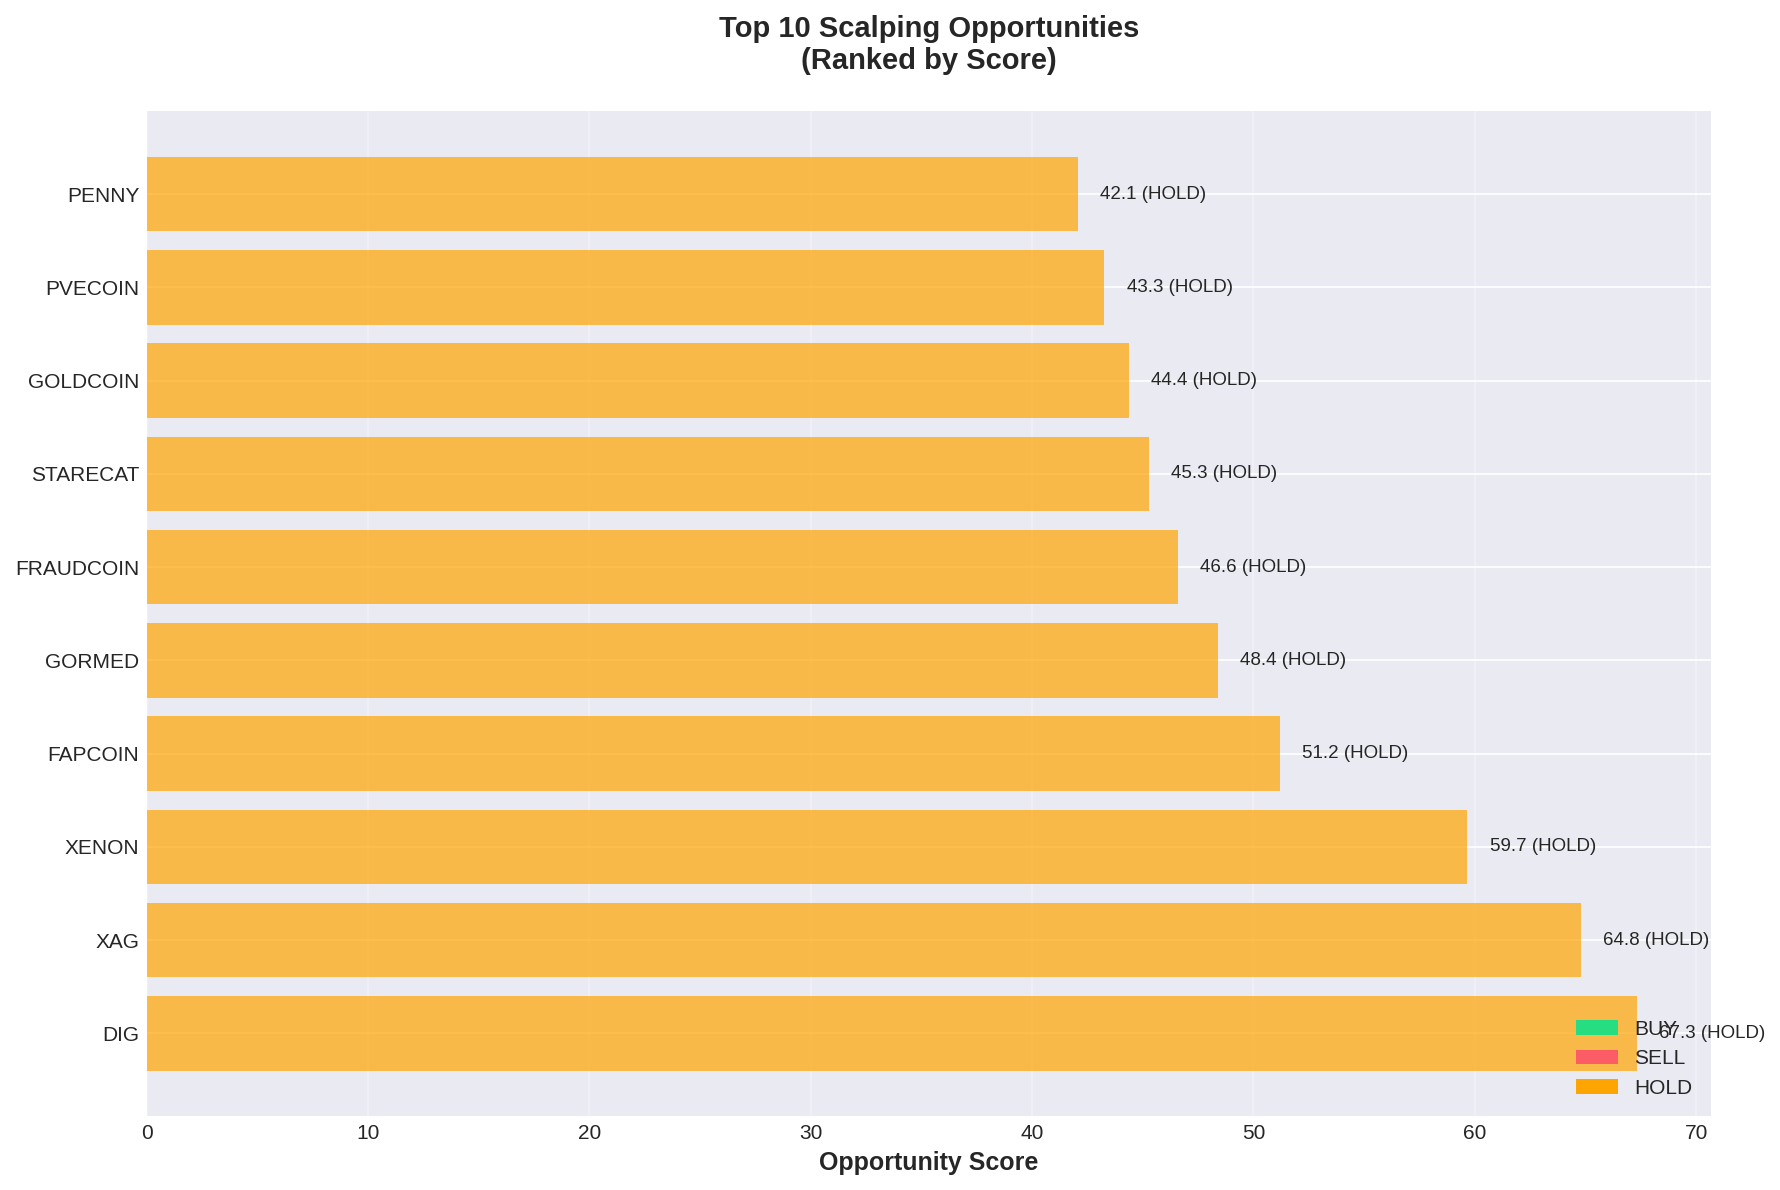 Top 10 Scalping Opportunities
(Ranked by Score)
PENNY 42.1 (HOLD)
PVECOIN 43.3 (HOLD)
GOLDCOIN 44.4 (HOLD)
STARECAT 45.3 (HOLD)
FRAUDCOIN 46.6 (HOLD)
GORMED 48.4 (HOLD)
FAPCOIN 51.2 (HOLD)
XENON 59.7 (HOLD)
XAG 64.8 (HOLD)
DIG 67.3 (HOLD)
BUY
SELL
HOLD
0 10 20 30 40 50 60 70
Opportunity Score